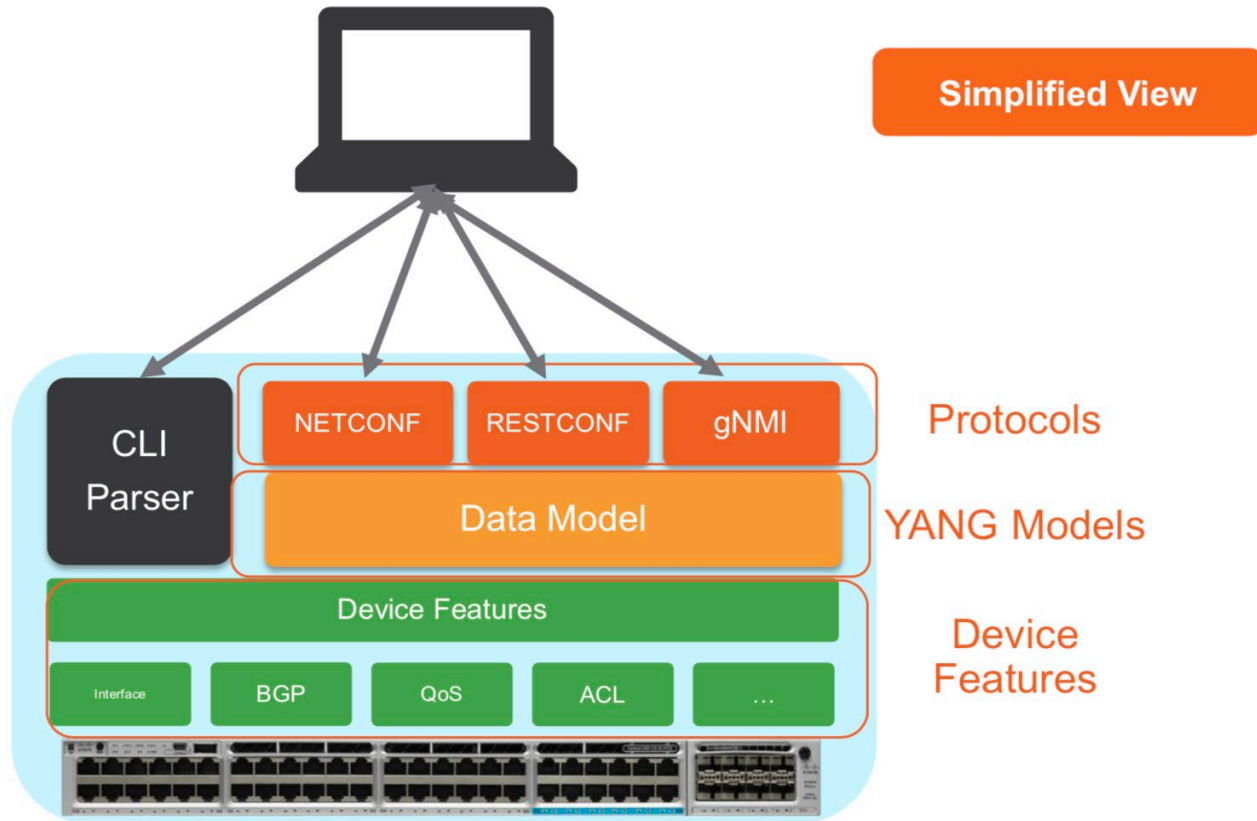 Simplified View
CLI
Parser
NETCONF
RESTCONF
gNMI
Protocols
Data Model
YANG Models
Device Features
Device
Features
Interface
BGP
QoS
ACL
...